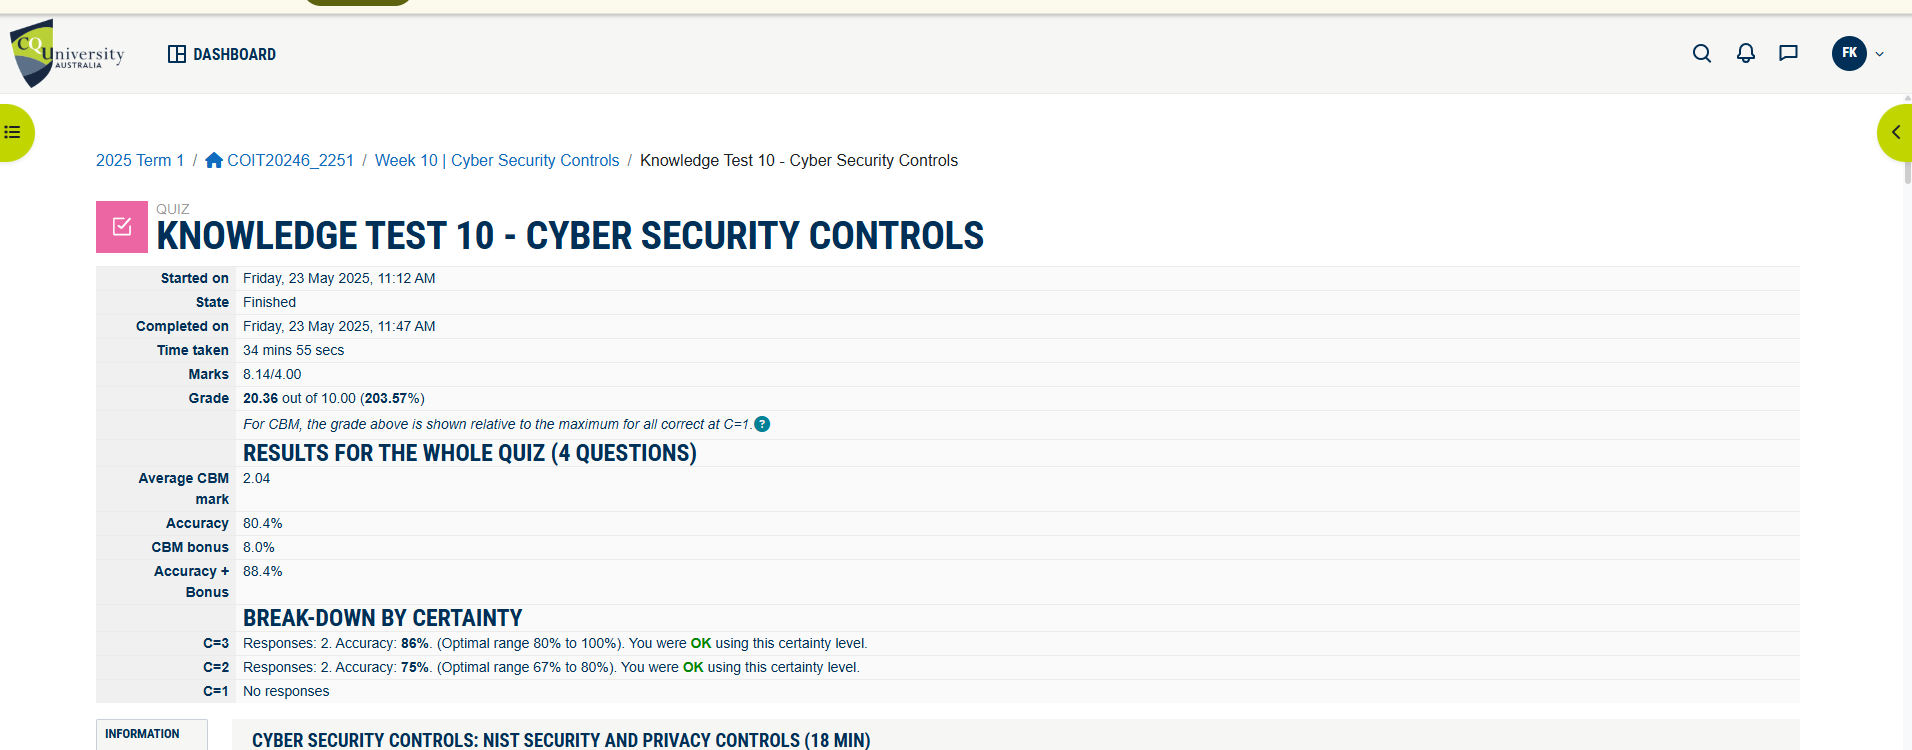 CQUniversity
AUSTRALIA
DASHBOARD
FK
2025 Term 1 / COIT20246_2251 / Week 10 | Cyber Security Controls / Knowledge Test 10 - Cyber Security Controls
QUIZ
KNOWLEDGE TEST 10 - CYBER SECURITY CONTROLS
Started on Friday, 23 May 2025, 11:12 AM
State Finished
Completed on Friday, 23 May 2025, 11:47 AM
Time taken 34 mins 55 secs
Marks 8.14/4.00
Grade 20.36 out of 10.00 (203.57%)
For CBM, the grade above is shown relative to the maximum for all correct at C=1. ?
RESULTS FOR THE WHOLE QUIZ (4 QUESTIONS)
Average CBM 2.04
mark
Accuracy 80.4%
CBM bonus 8.0%
Accuracy + 88.4%
Bonus
BREAK-DOWN BY CERTAINTY
C=3 Responses: 2. Accuracy: 86%. (Optimal range 80% to 100%). You were OK using this certainty level.
C=2 Responses: 2. Accuracy: 75%. (Optimal range 67% to 80%). You were OK using this certainty level.
C=1 No responses
INFORMATION
CYBER SECURITY CONTROLS: NIST SECURITY AND PRIVACY CONTROLS (18 MIN)